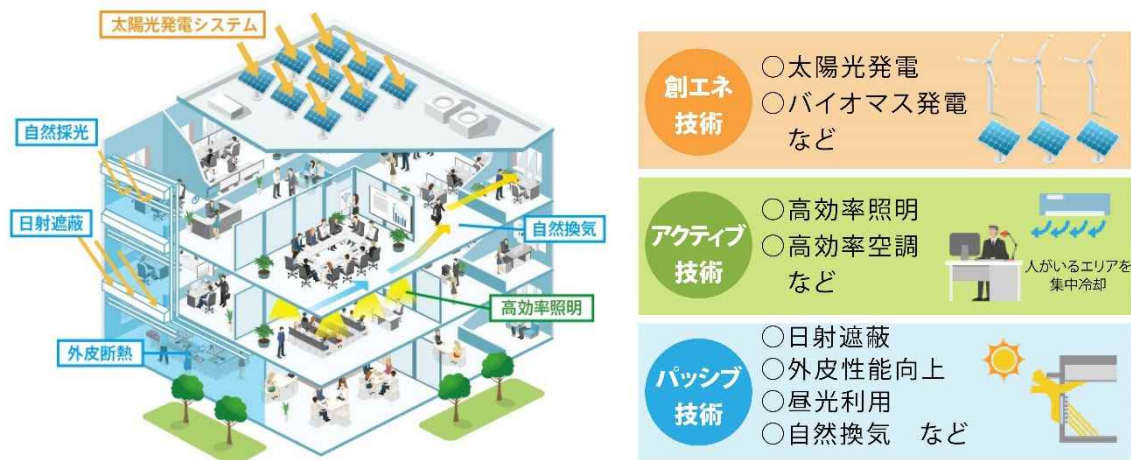 太陽光発電システム
自然採光
日射遮蔽
自然換気
高効率照明
外皮断熱
創エネ
技術
○太陽光発電
○バイオマス発電
など
アクティブ
技術
○高効率照明
○高効率空調
など
人がいるエリアを
集中冷却
パッシブ
技術
○日射遮蔽
○外皮性能向上
○昼光利用
○自然換気　など